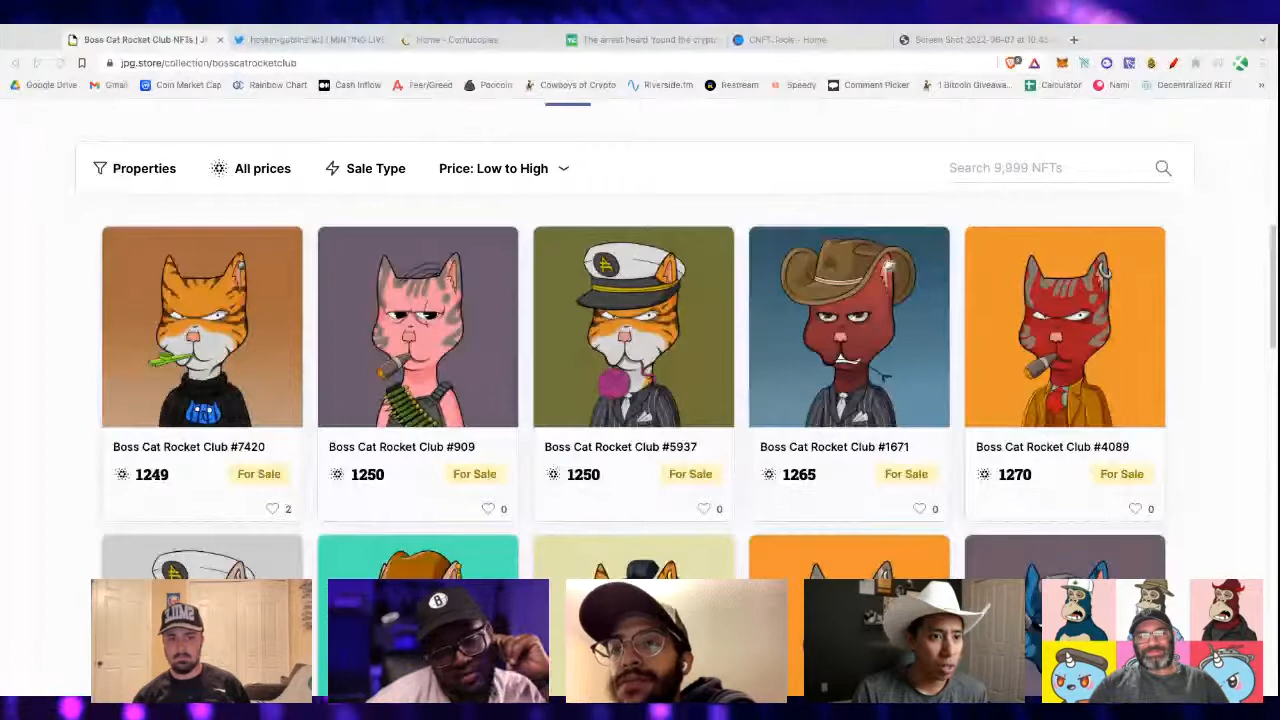 Boss Cat Rocket Club NFTs | J
Home - Cornucopias
The arrest heard 'round the crypto
CNFT Tools - Home
Screen Shot 2022-06-07 at 10.45
jpg.store/collection/bosscatrocketclub
Google Drive Gmail Coin Market Cap Rainbow Chart Cash Inflow Fear/Greed Poocoin Cowboys of Crypto Riverside.fm Restream Speedy Comment Picker 1 Bitcoin Giveawa... Calculator Nami Decentralized REIT »
Properties All prices Sale Type Price: Low to High Search 9,999 NFTs
Boss Cat Rocket Club #7420 Boss Cat Rocket Club #909 Boss Cat Rocket Club #5937 Boss Cat Rocket Club #1671 Boss Cat Rocket Club #4089
1249 For Sale 1250 For Sale 1250 For Sale 1265 For Sale 1270 For Sale
2 0 0 0 0